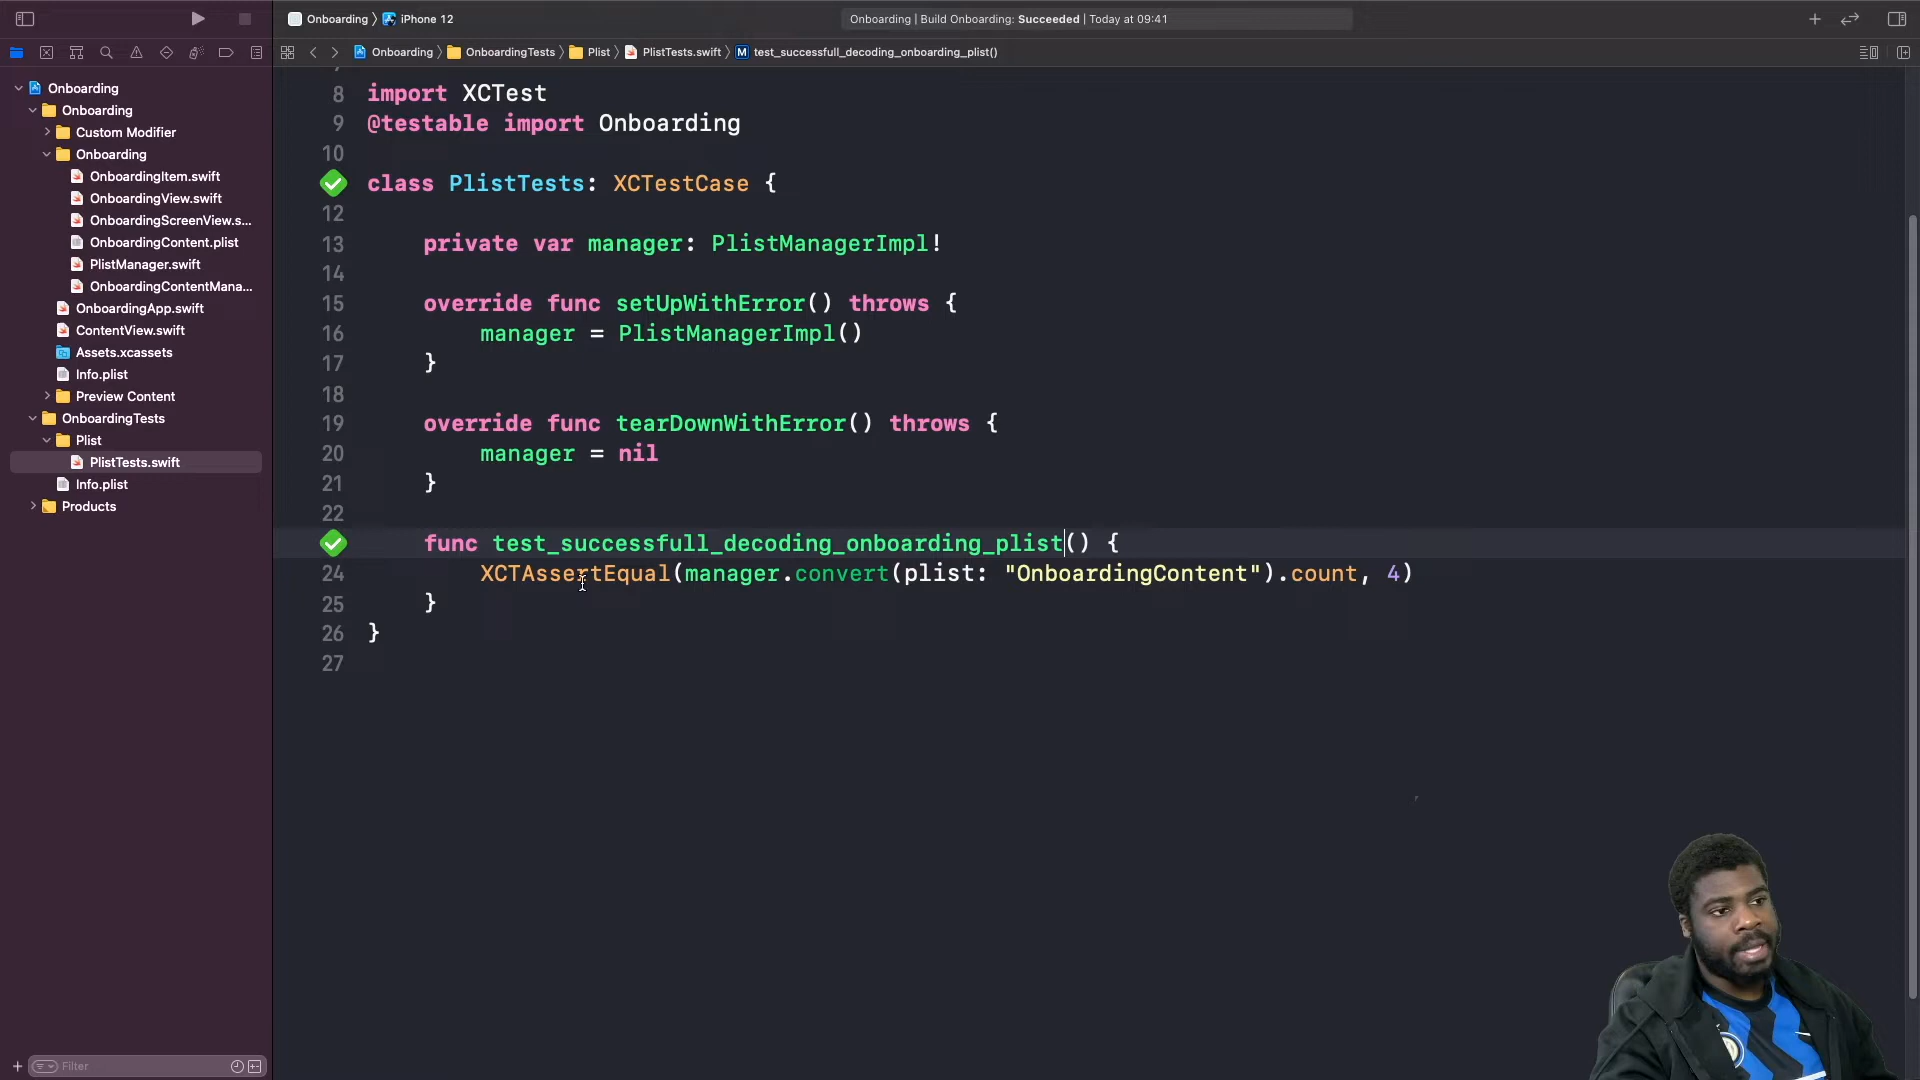 Onboarding 〉 iPhone 12
Onboarding | Build Onboarding: Succeeded | Today at 09:41
Onboarding 〉 OnboardingTests 〉 Plist 〉 PlistTests.swift 〉 M test_successfull_decoding_onboarding_plist()
Onboarding
Onboarding
Custom Modifier
Onboarding
OnboardingItem.swift
OnboardingView.swift
OnboardingScreenView.s...
OnboardingContent.plist
PlistManager.swift
OnboardingContentMana...
OnboardingApp.swift
ContentView.swift
Assets.xcassets
Info.plist
Preview Content
OnboardingTests
Plist
PlistTests.swift
Info.plist
Products
Filter
8 import XCTest
9 @testable import Onboarding
10
class PlistTests: XCTestCase {
12
13 private var manager: PlistManagerImpl!
14
15 override func setUpWithError() throws {
16 manager = PlistManagerImpl()
17 }
18
19 override func tearDownWithError() throws {
20 manager = nil
21 }
22
func test_successfull_decoding_onboarding_plist() {
24 XCTAssertEqual(manager.convert(plist: "OnboardingContent").count, 4)
25 }
26 }
27